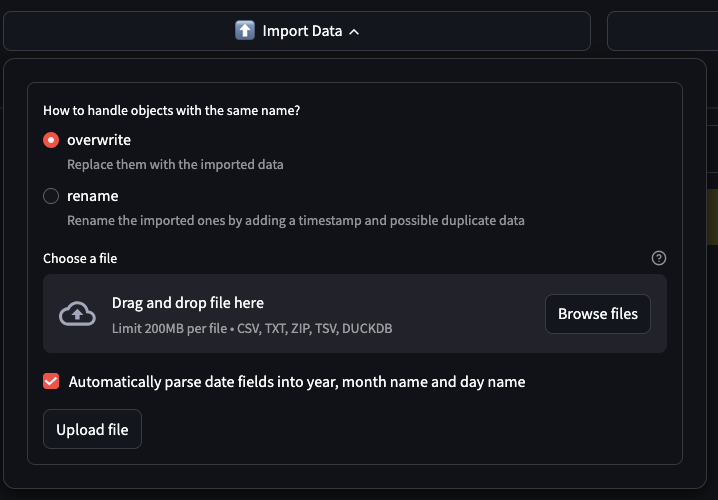 Import Data
How to handle objects with the same name?
overwrite
Replace them with the imported data
rename
Rename the imported ones by adding a timestamp and possible duplicate data
Choose a file
?
Drag and drop file here
Limit 200MB per file • CSV, TXT, ZIP, TSV, DUCKDB
Browse files
Automatically parse date fields into year, month name and day name
Upload file